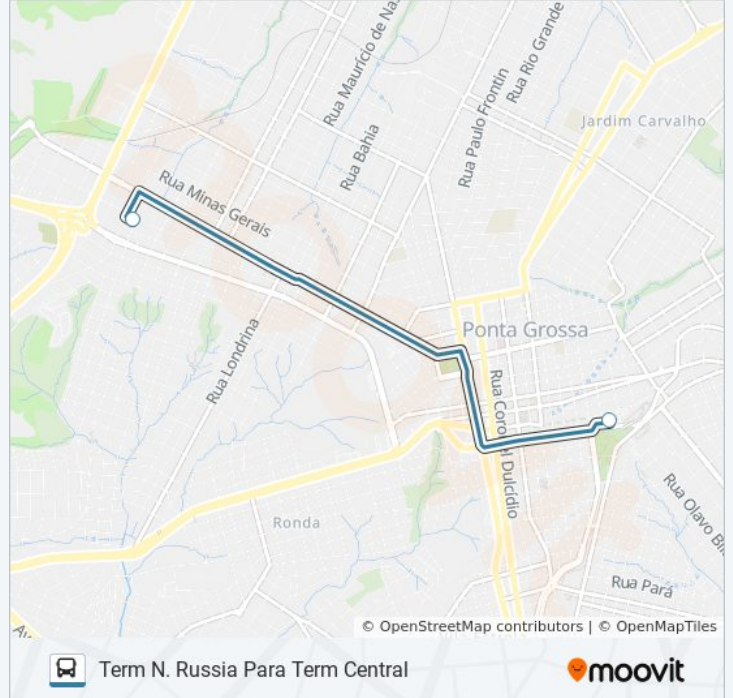 Rua Maurício de Na
Rua Rio Grande
Rua Paulo Frontin
Jardim Carvalho
Rua Bahia
Rua Minas Gerais
Rua Londrina
Ponta Grossa
Rua Coronel Dulcídio
Ronda
Rua Olavo Bil
Rua Pará
Av
© OpenStreetMap contributors | © OpenMapTiles
Term N. Russia Para Term Central
moovit